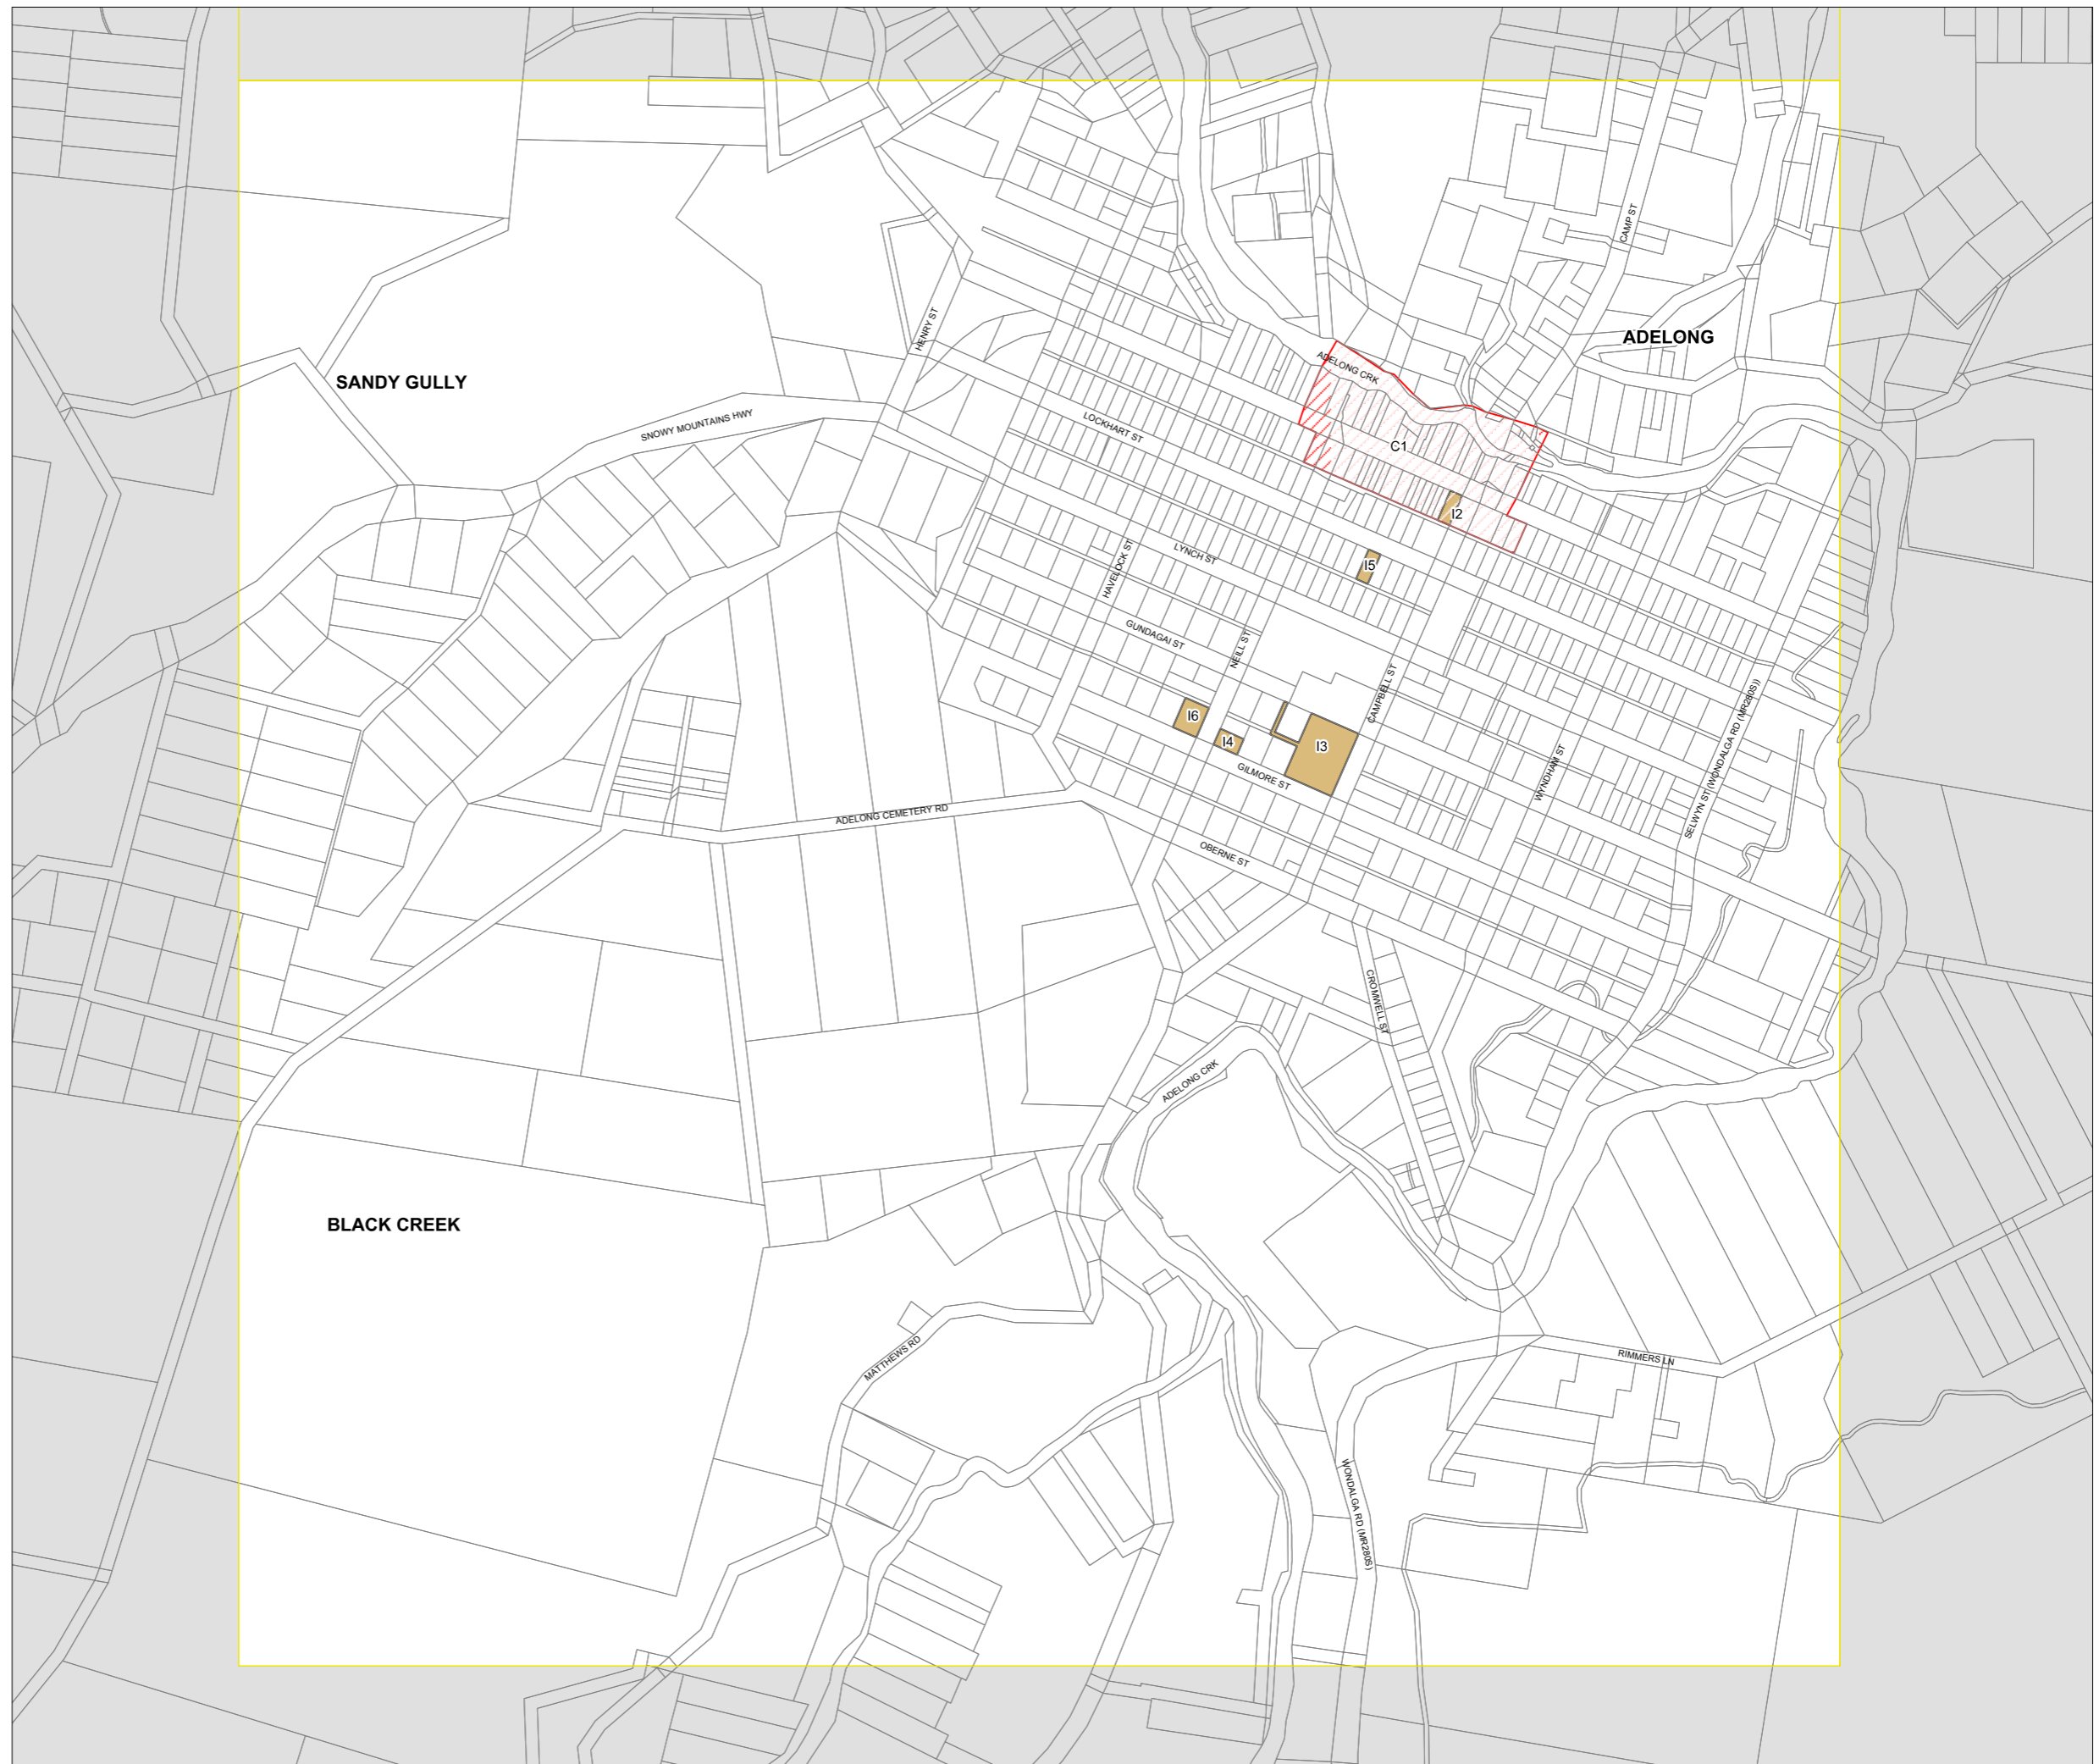 CAMP ST
ADELONG
HENRY ST
ADELONG CRK
SANDY GULLY
SNOWY MOUNTAINS HWY
LOCKHART ST
C1
I2
LYNCH ST
HAVELOCK ST
I5
GUNDAGAI ST
NEILL ST
CAMPBELL ST
I6
I4
I3
SELWYN ST (WONDALGA RD (MR280S))
WYNDHAM ST
GILMORE ST
ADELONG CEMETERY RD
OBERNE ST
CROMWELL ST
ADELONG CRK
BLACK CREEK
MATTHEWS RD
RIMMERS LN
WONDALGA RD (MR280S)